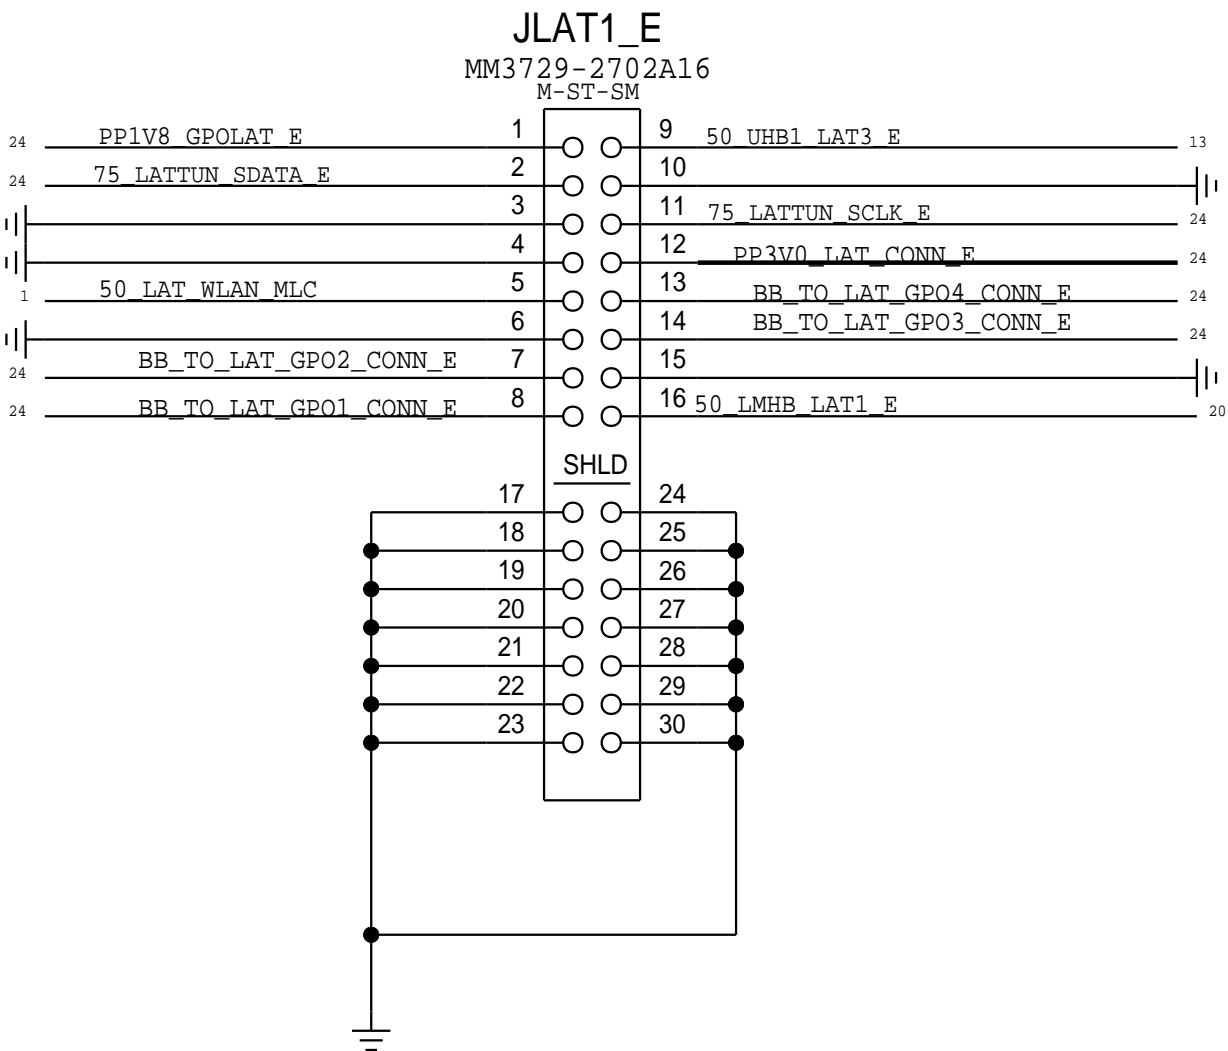 JLAT1_E
MM3729-2702A16
M-ST-SM
24 PP1V8_GPOLAT_E 1 9 50_UHB1_LAT3_E 13
24 75_LATTUN_SDATA_E 2 10
3 11 75_LATTUN_SCLK_E 24
4 12 PP3V0_LAT_CONN_E 24
1 50_LAT_WLAN_MLC 5 13 BB_TO_LAT_GPO4_CONN_E 24
6 14 BB_TO_LAT_GPO3_CONN_E 24
24 BB_TO_LAT_GPO2_CONN_E 7 15
24 BB_TO_LAT_GPO1_CONN_E 8 16 50_LMHB_LAT1_E 20
SHLD
17 24
18 25
19 26
20 27
21 28
22 29
23 30